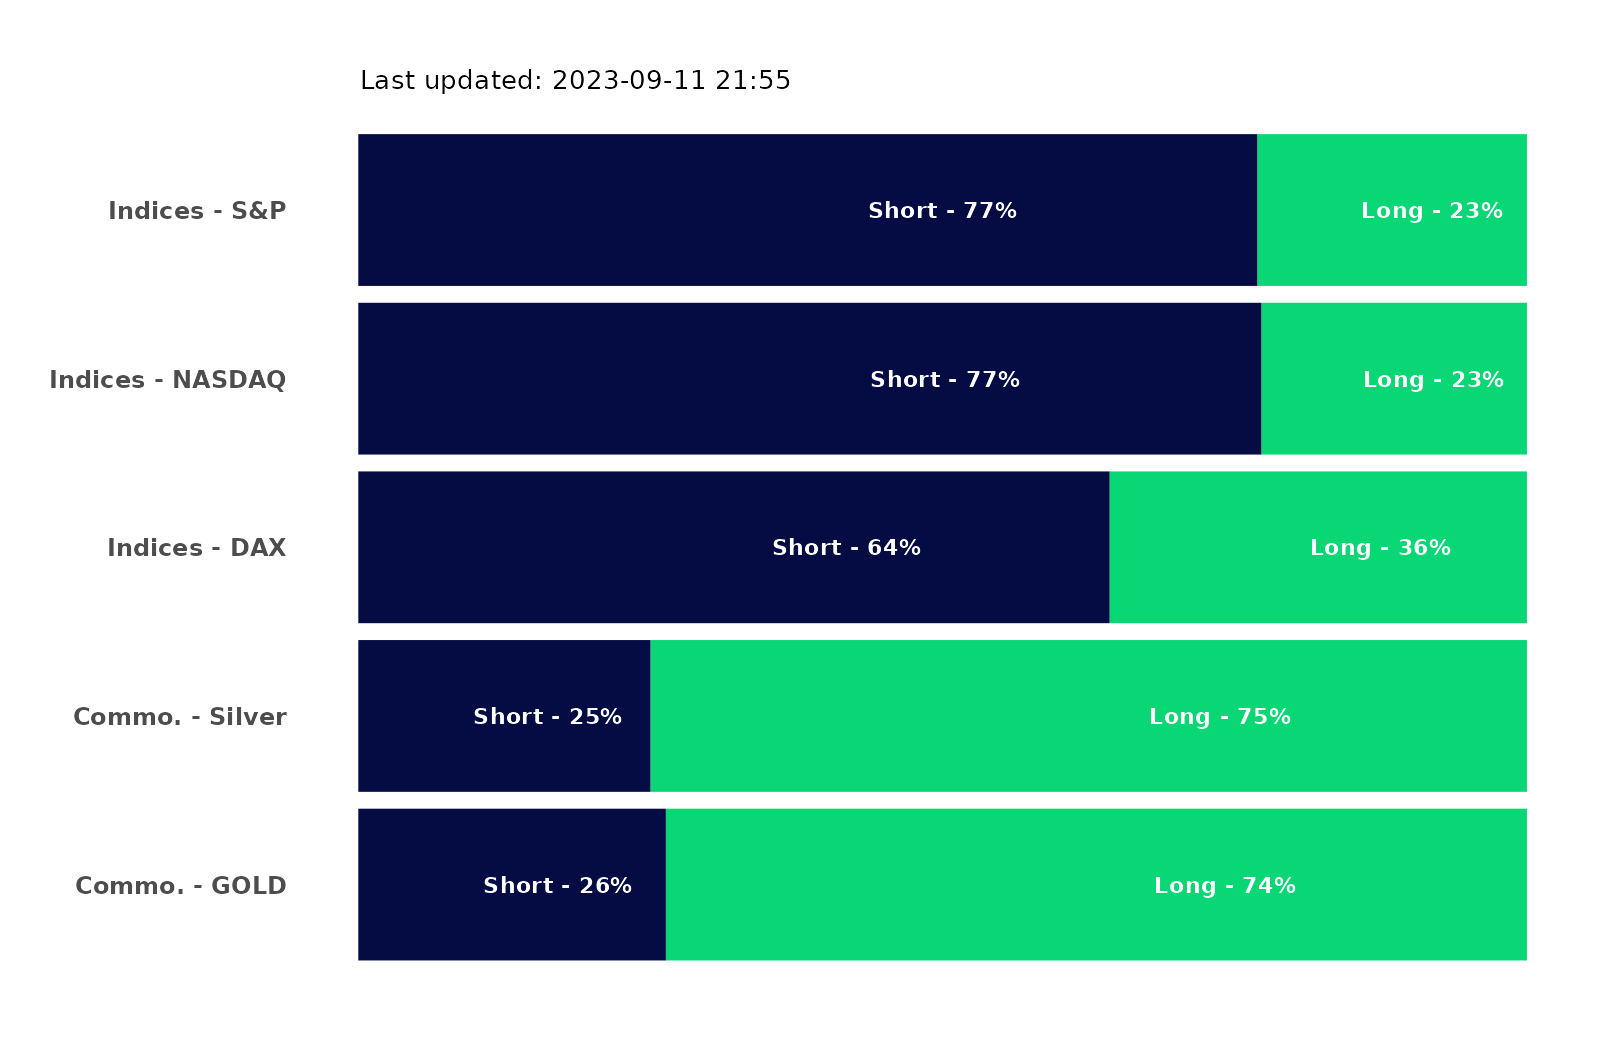 Last updated: 2023-09-11 21:55
Indices - S&P Short - 77% Long - 23%
Indices - NASDAQ Short - 77% Long - 23%
Indices - DAX Short - 64% Long - 36%
Commo. - Silver Short - 25% Long - 75%
Commo. - GOLD Short - 26% Long - 74%